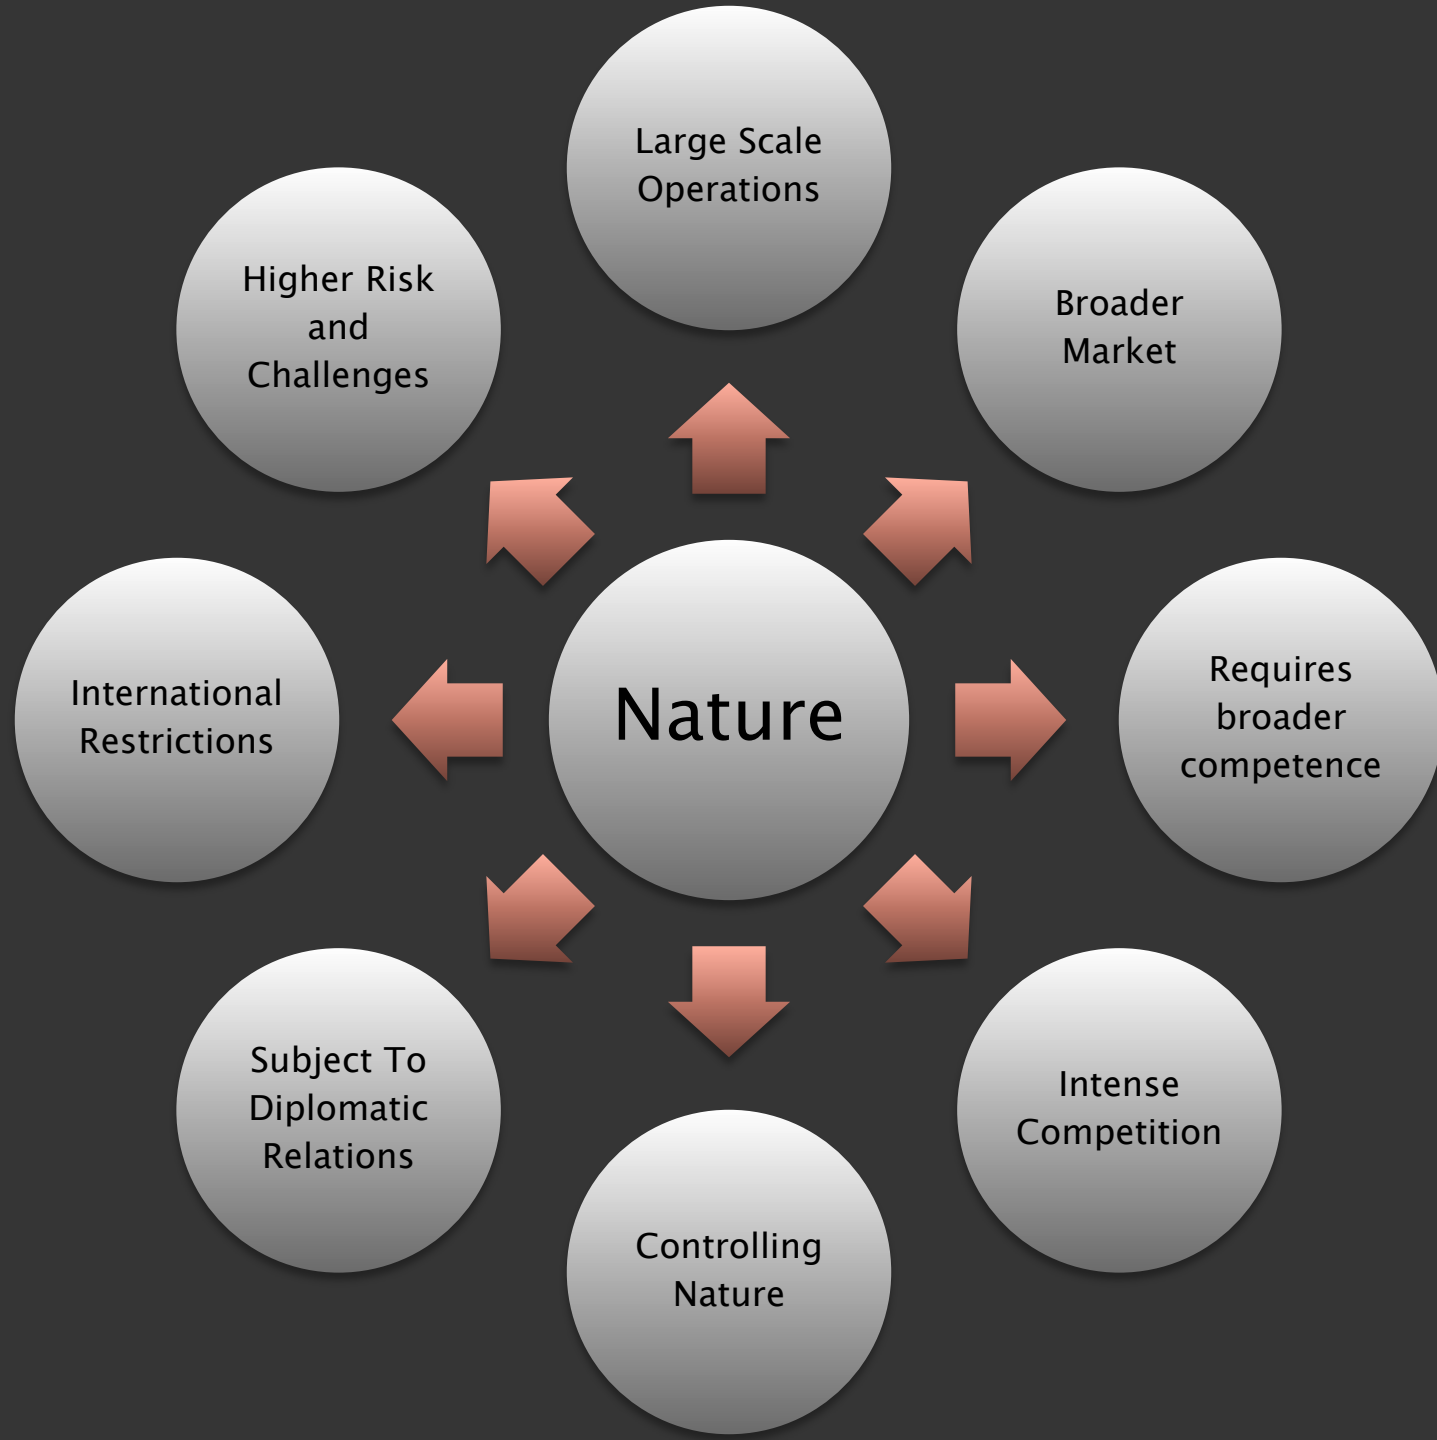 Large Scale
Operations
Broader
Market
Requires
broader
competence
Intense
Competition
Controlling
Nature
Subject To
Diplomatic
Relations
International
Restrictions
Higher Risk
and
Challenges
Nature